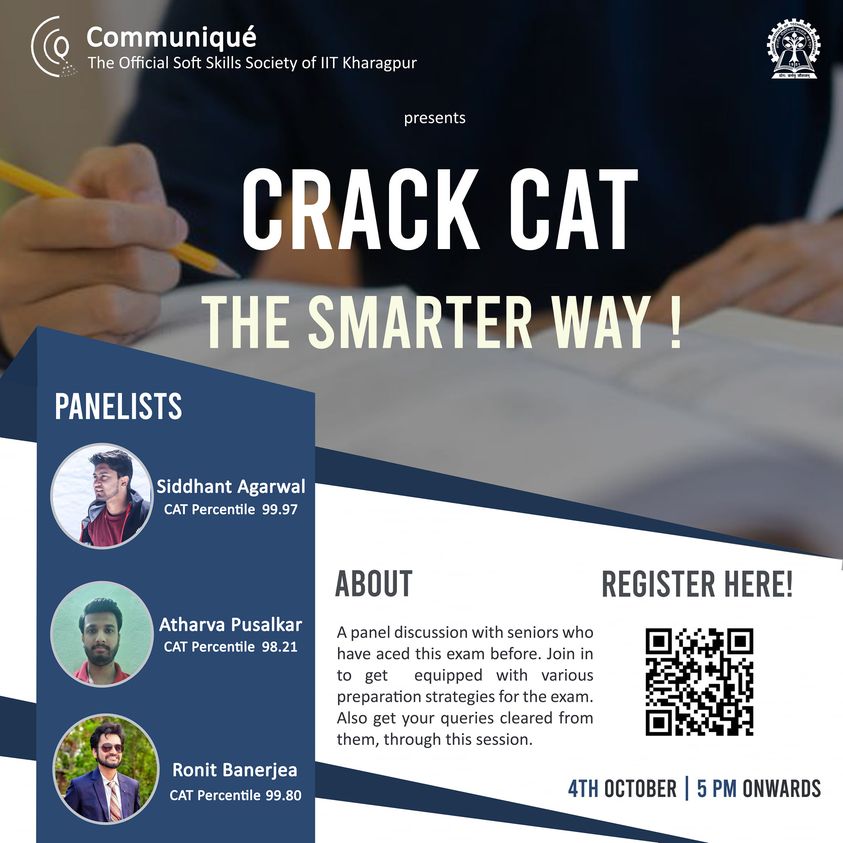 Communiqué
The Official Soft Skills Society of IIT Kharagpur
presents
CRACK CAT
THE SMARTER WAY !
PANELISTS
Siddhant Agarwal
CAT Percentile 99.97
Atharva Pusalkar
CAT Percentile 98.21
Ronit Banerjea
CAT Percentile 99.80
ABOUT
A panel discussion with seniors who
have aced this exam before. Join in
to get equipped with various
preparation strategies for the exam.
Also get your queries cleared from
them, through this session.
REGISTER HERE!
4TH OCTOBER | 5 PM ONWARDS